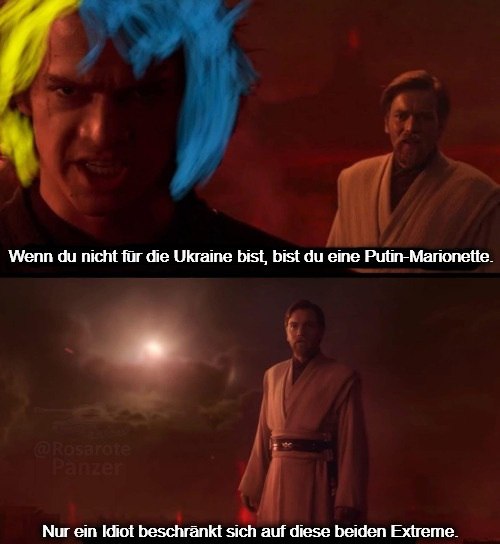 Wenn du nicht für die Ukraine bist, bist du eine Putin-Marionette.
@Rosarote
Panzer
Nur ein Idiot beschränkt sich auf diese beiden Extreme.